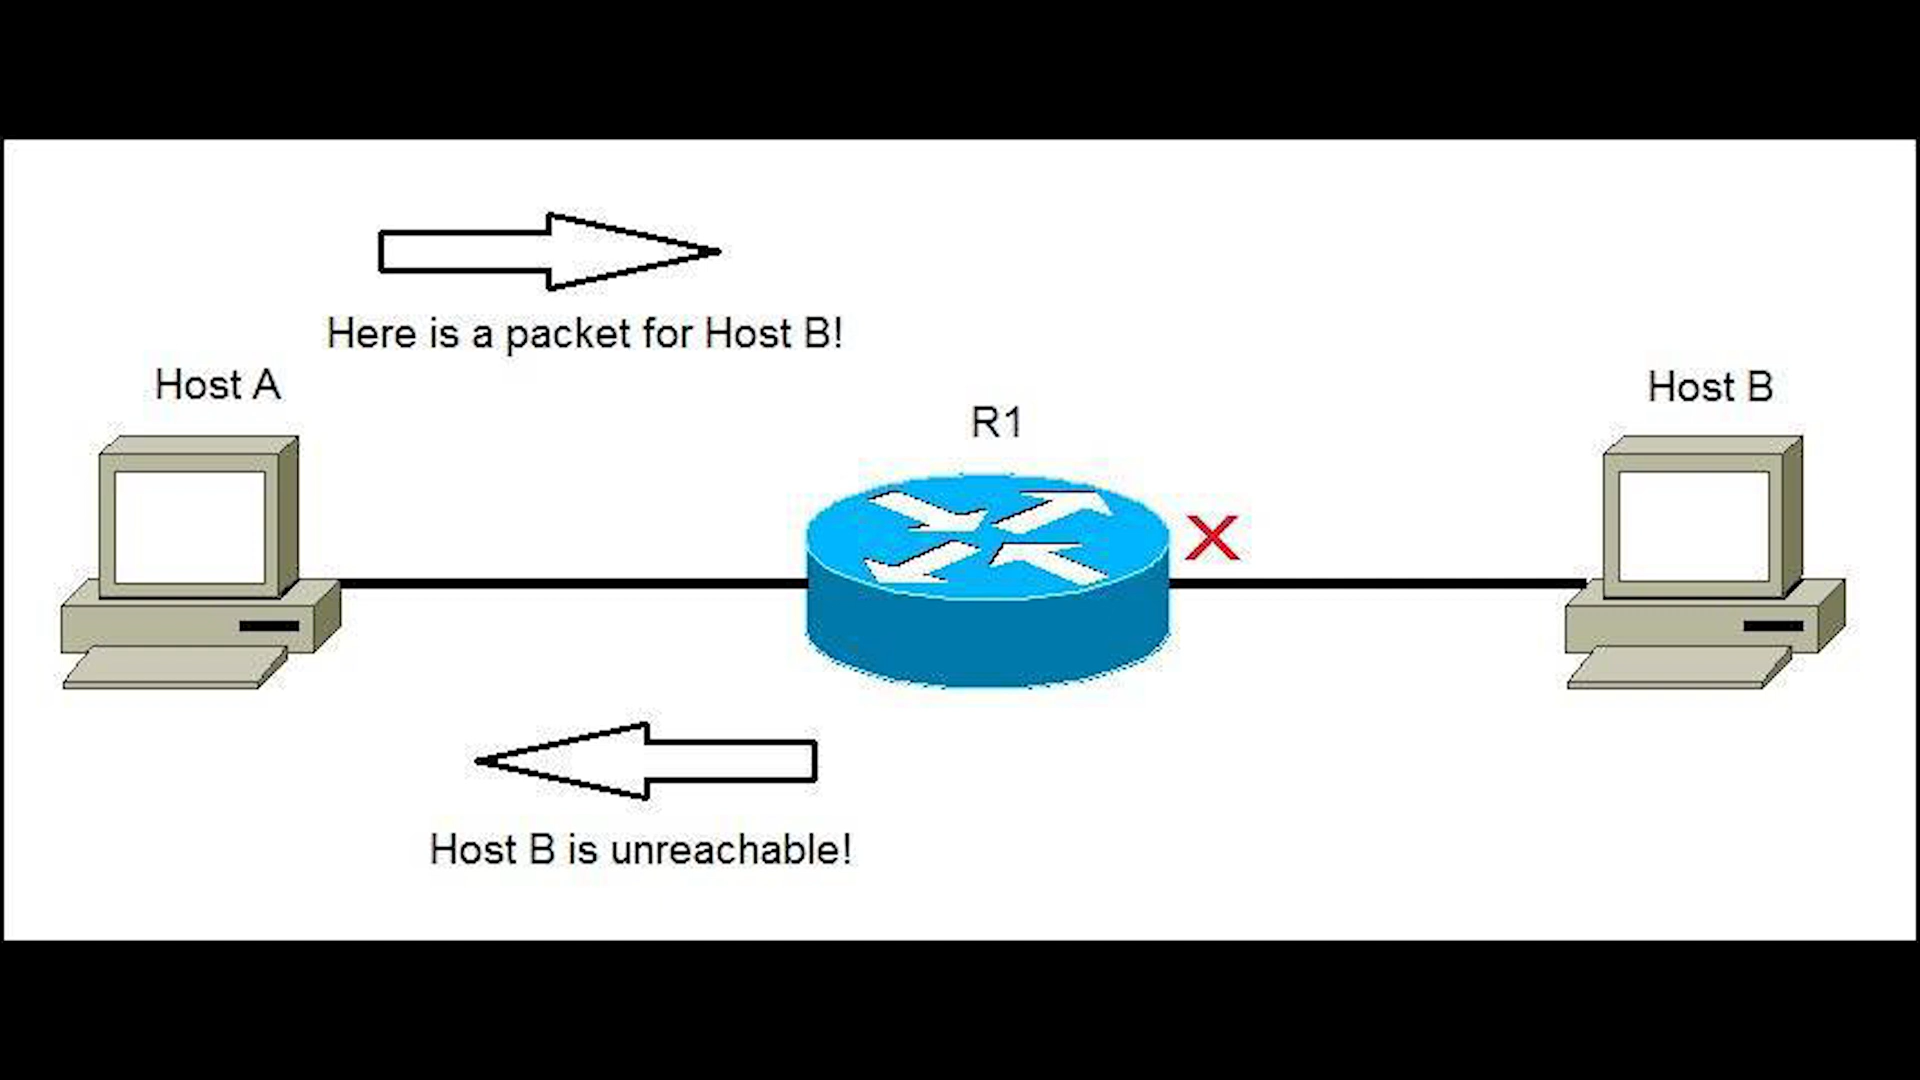 Here is a packet for Host B!
Host A
Host B
R1
Host B is unreachable!